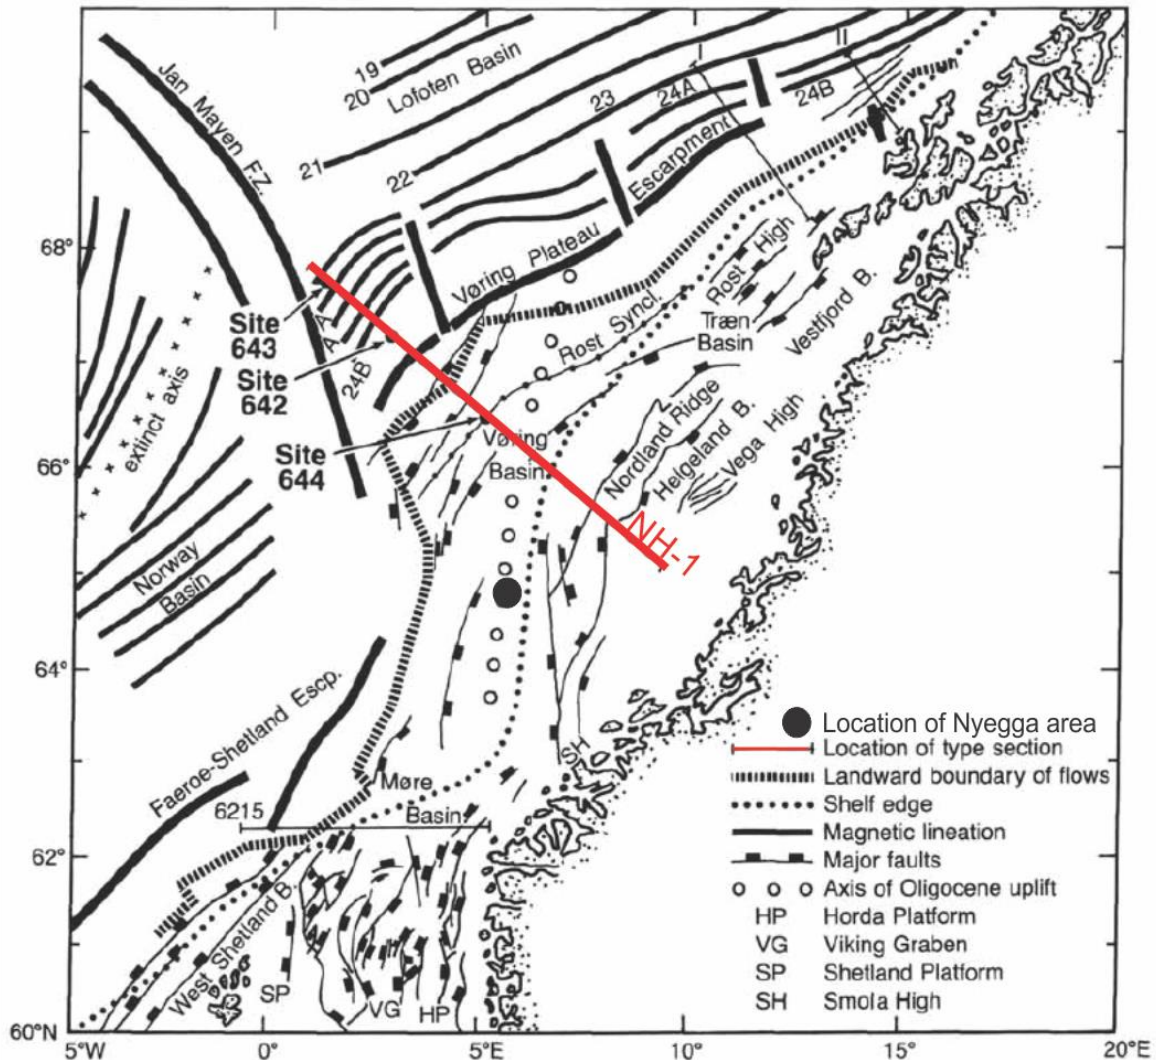 19
20
Lofoten Basin
21
22
23
24A
24B
I
II
Jan Mayen F.Z.
Escarpment
Vøring Plateau
68°
Site
643
A
A
24B
Site
642
extinct axis
Rost High
Rost Syncl.
Træn
Basin
Vestfjord B.
66°
Site
644
Vøring
Basin
Nordland Ridge
Helgeland B.
Vega High
NH-1
Norway
Basin
64°
Faeroe-Shetland Escp.
SH
Møre
Basin
6215
62°
West Shetland B.
SP
VG
HP
60°N
5°W
0°
5°E
10°
15°
20°E
Location of Nyegga area
Location of type section
Landward boundary of flows
Shelf edge
Magnetic lineation
Major faults
Axis of Oligocene uplift
HP Horda Platform
VG Viking Graben
SP Shetland Platform
SH Smola High